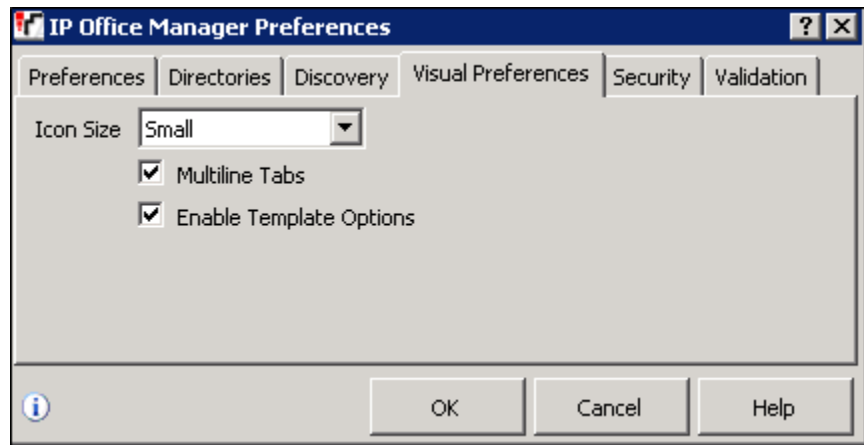 IP Office Manager Preferences
Preferences Directories Discovery Visual Preferences Security Validation
Icon Size Small
Multiline Tabs
Enable Template Options
OK Cancel Help